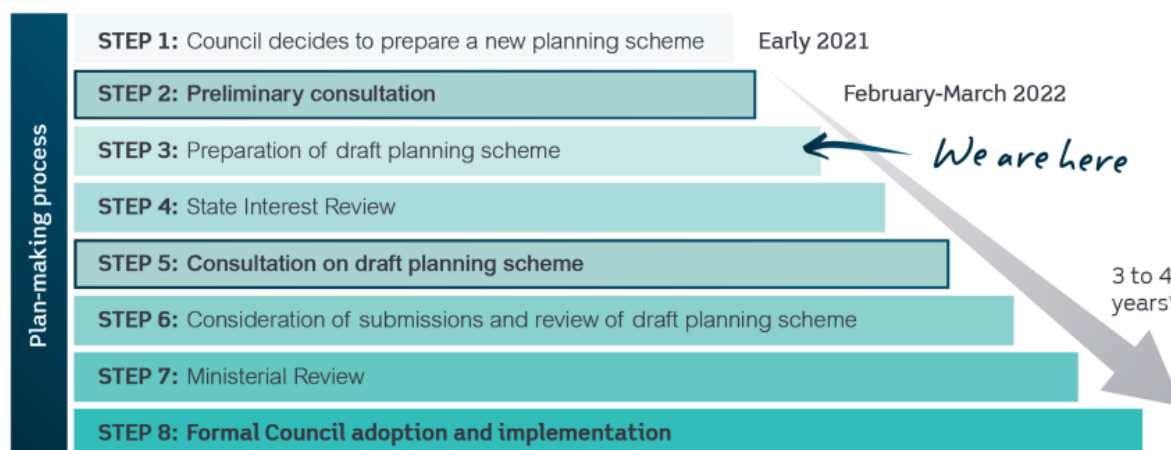 Plan-making process
STEP 1: Council decides to prepare a new planning scheme
Early 2021
STEP 2: Preliminary consultation
February-March 2022
STEP 3: Preparation of draft planning scheme
We are here
STEP 4: State Interest Review
STEP 5: Consultation on draft planning scheme
3 to 4
years
STEP 6: Consideration of submissions and review of draft planning scheme
STEP 7: Ministerial Review
STEP 8: Formal Council adoption and implementation